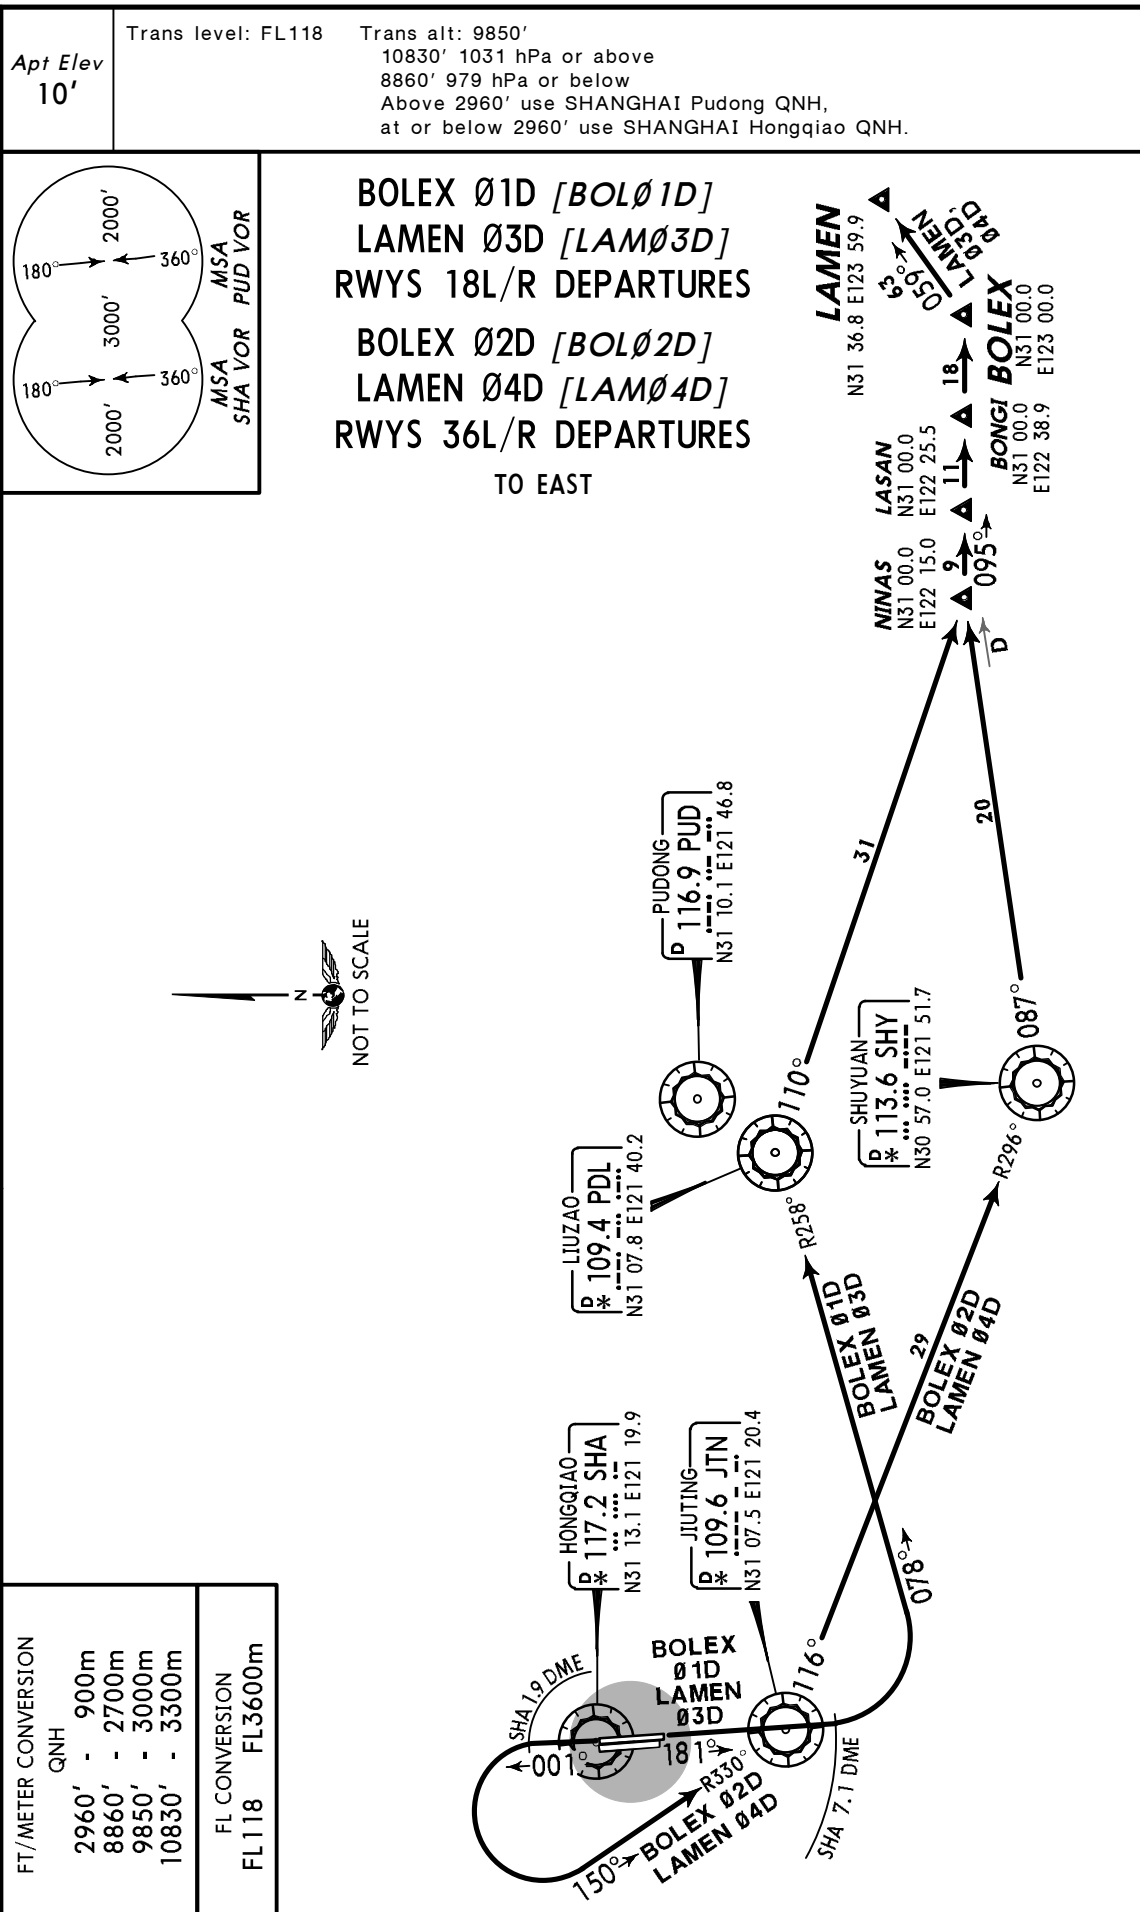 Apt Elev
10'
Trans level: FL118 Trans alt: 9850'
10830' 1031 hPa or above
8860' 979 hPa or below
Above 2960' use SHANGHAI Pudong QNH,
at or below 2960' use SHANGHAI Hongqiao QNH.
2000'
180°
360°
MSA
PUD VOR
3000'
180°
360°
MSA
SHA VOR
2000'
BOLEX Ø1D [BOLØ1D]
LAMEN Ø3D [LAMØ3D]
RWYS 18L/R DEPARTURES
BOLEX Ø2D [BOLØ2D]
LAMEN Ø4D [LAMØ4D]
RWYS 36L/R DEPARTURES
TO EAST
LAMEN
N31 36.8 E123 59.9
63
059°
LAMEN
Ø3D,
Ø4D
BOLEX
N31 00.0
E123 00.0
18
BONGI
N31 00.0
E122 38.9
11
LASAN
N31 00.0
E122 25.5
9
095°
NINAS
N31 00.0
E122 15.0
D
31
20
PUDONG
D 116.9 PUD
N31 10.1 E121 46.8
N
NOT TO SCALE
110°
087°
SHUYUAN
D
* 113.6 SHY
N30 57.0 E121 51.7
LIUZAO
D
* 109.4 PDL
N31 07.8 E121 40.2
R258°
R296°
BOLEX Ø1D
LAMEN Ø3D
29
BOLEX Ø2D
LAMEN Ø4D
HONGQIAO
D
* 117.2 SHA
N31 13.1 E121 19.9
JIUTING
D
* 109.6 JTN
N31 07.5 E121 20.4
078°
116°
SHA 1.9 DME
BOLEX
Ø1D
LAMEN
Ø3D
001°
181°
R330°
150°
BOLEX Ø2D
LAMEN Ø4D
SHA 7.1 DME
FT/METER CONVERSION
QNH
2960' - 900m
8860' - 2700m
9850' - 3000m
10830' - 3300m
FL CONVERSION
FL118 FL3600m